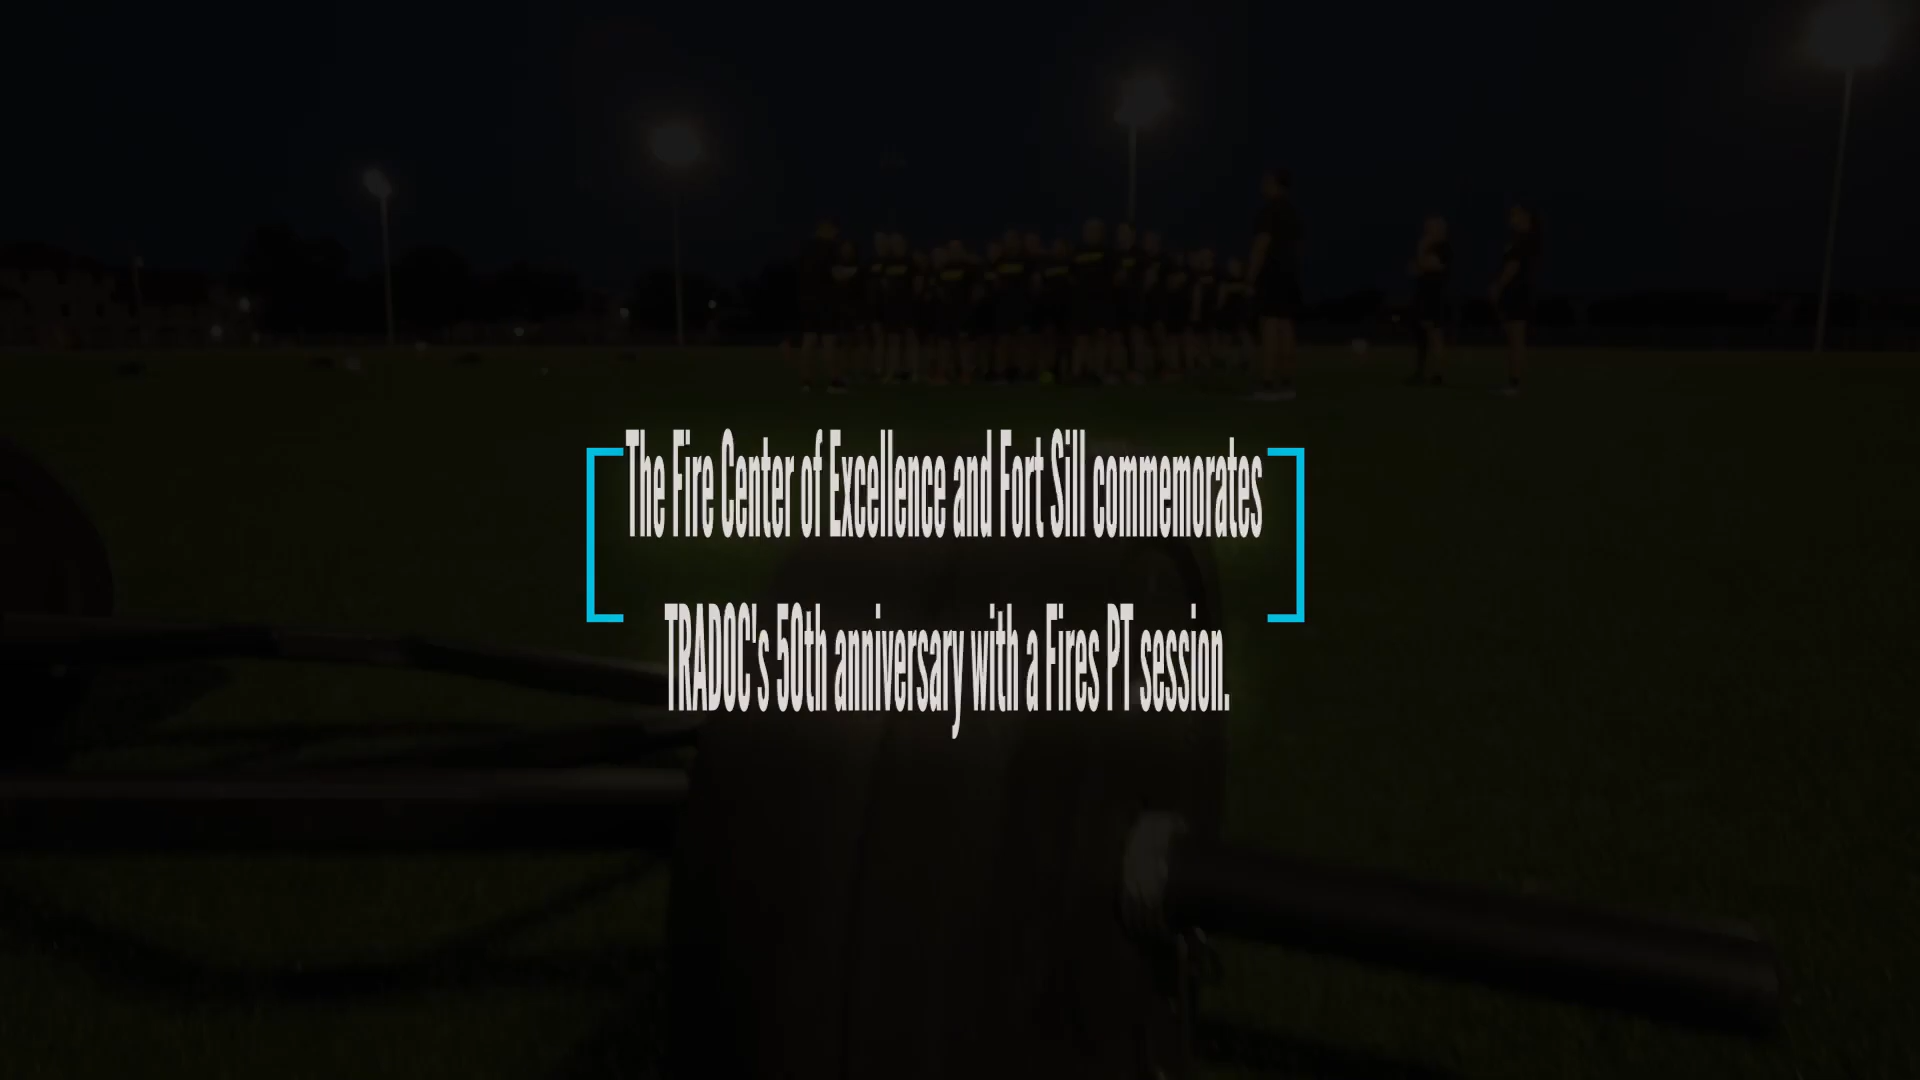 The Fire Center of Excellence and Fort Sill commemorates
TRADOC's 50th anniversary with a Fires PT session.